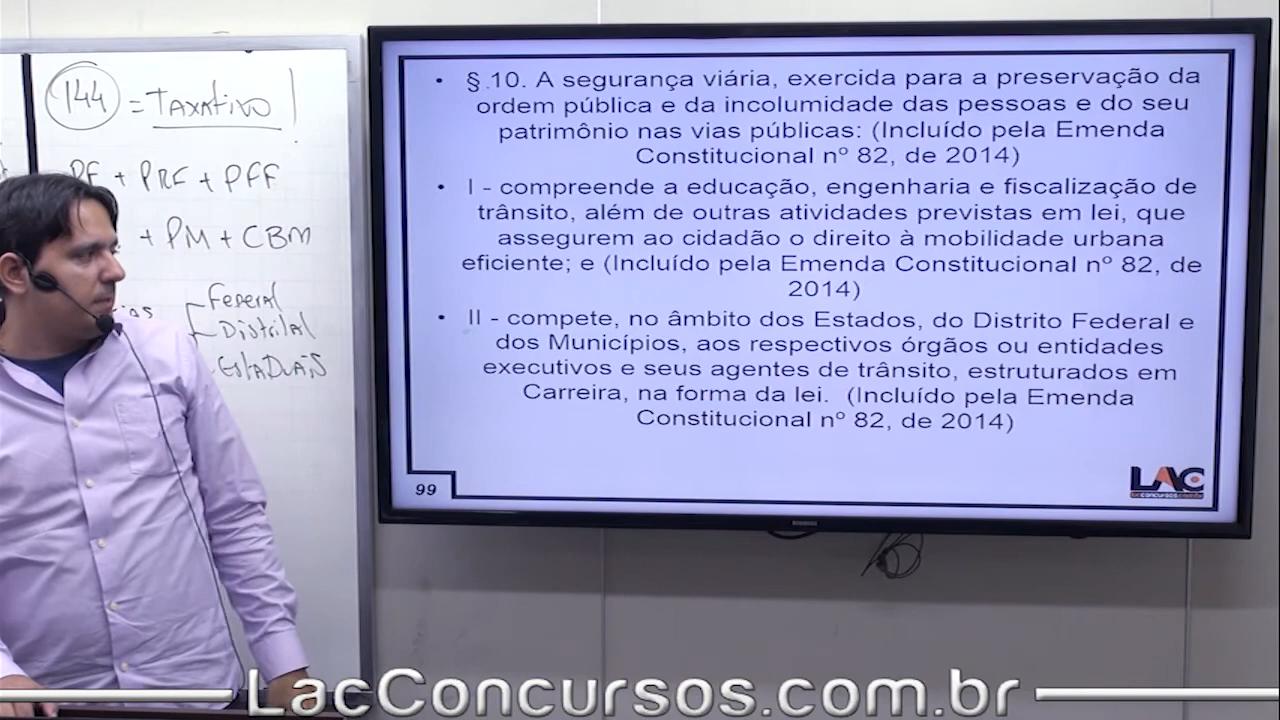 144 = TAXATIVO!
PF + PRF + PFF
+ PM + CBM
Federal
Distrital
Estaduais
• § 10. A segurança viária, exercida para a preservação da
ordem pública e da incolumidade das pessoas e do seu
patrimônio nas vias públicas: (Incluído pela Emenda
Constitucional nº 82, de 2014)
• I - compreende a educação, engenharia e fiscalização de
trânsito, além de outras atividades previstas em lei, que
assegurem ao cidadão o direito à mobilidade urbana
eficiente; e (Incluído pela Emenda Constitucional nº 82, de
2014)
• II - compete, no âmbito dos Estados, do Distrito Federal e
dos Municípios, aos respectivos órgãos ou entidades
executivos e seus agentes de trânsito, estruturados em
Carreira, na forma da lei. (Incluído pela Emenda
Constitucional nº 82, de 2014)
99
LAC
lacconcursos.com.br
LacConcursos.com.br